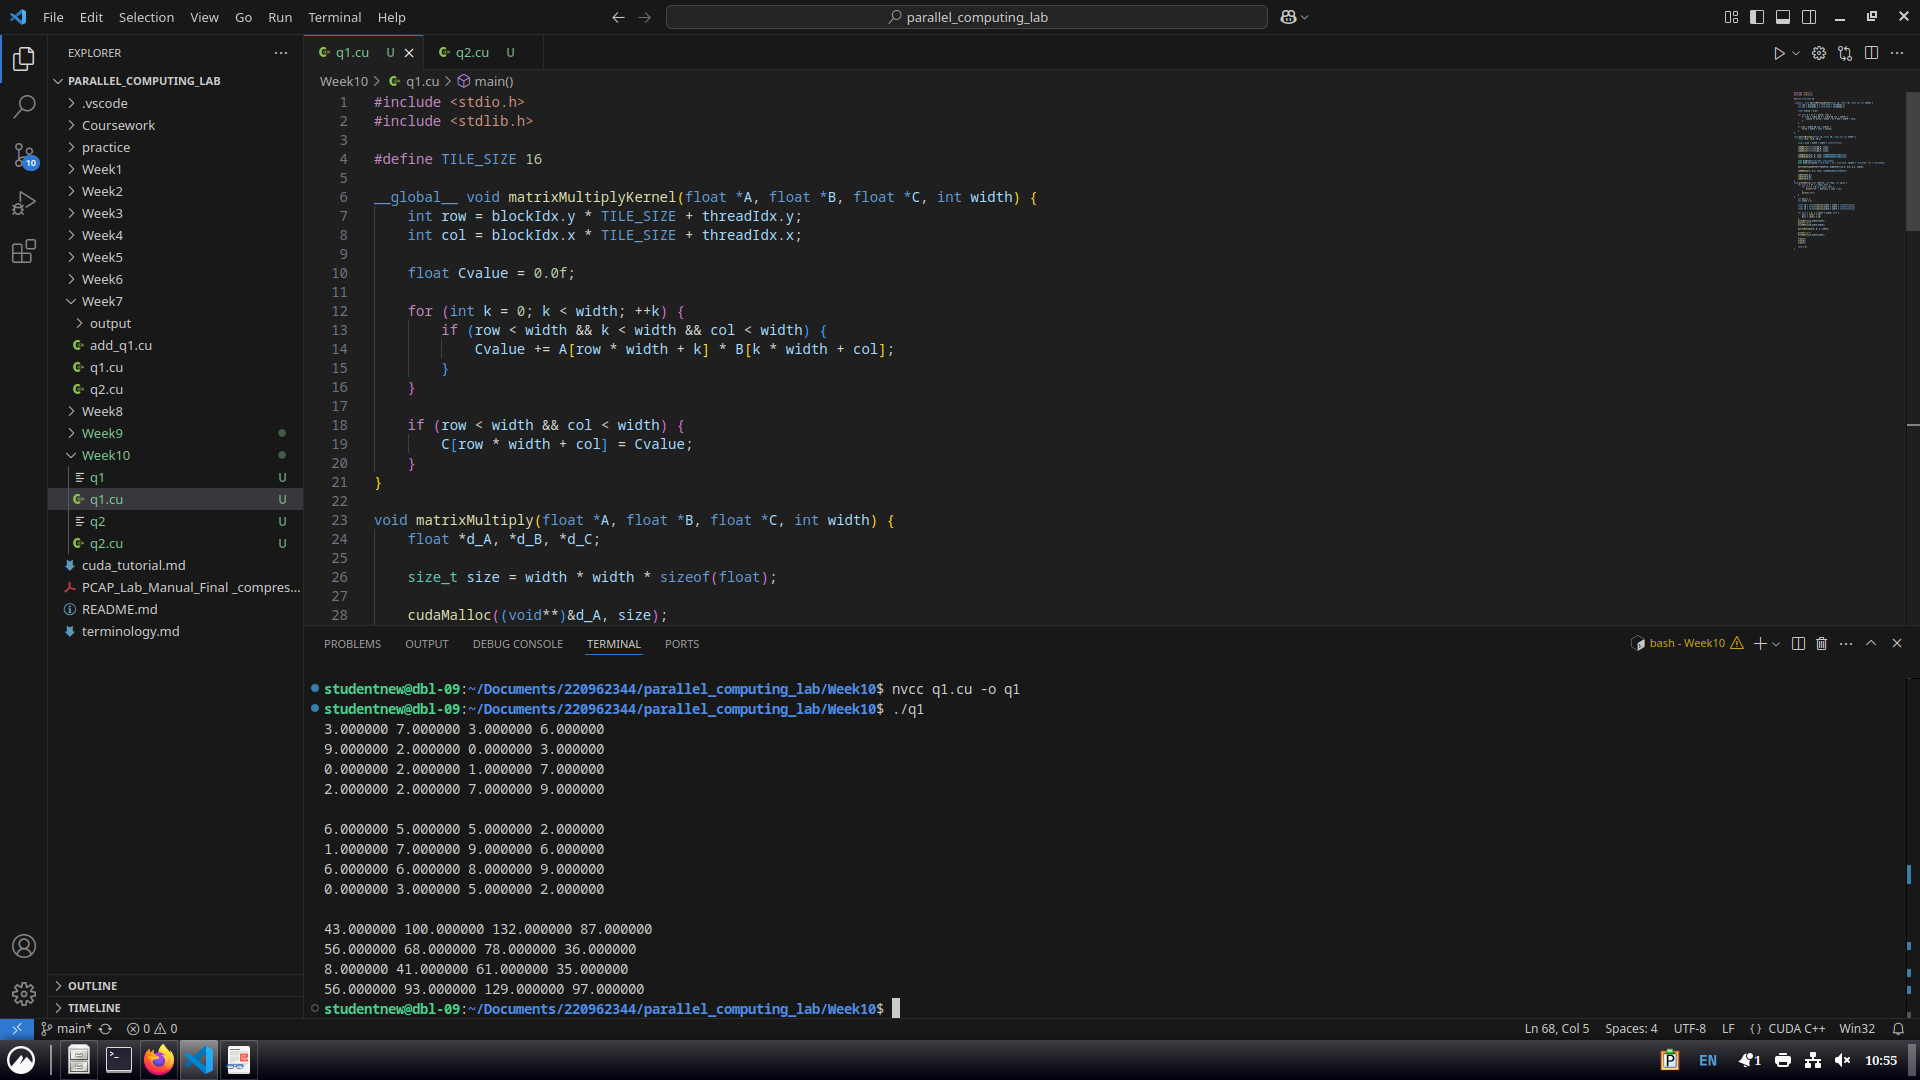 File Edit Selection View Go Run Terminal Help
parallel_computing_lab
EXPLORER
PARALLEL_COMPUTING_LAB
.vscode
Coursework
practice
Week1
Week2
Week3
Week4
Week5
Week6
Week7
output
add_q1.cu
q1.cu
q2.cu
Week8
Week9
Week10
q1 U
q1.cu U
q2 U
q2.cu U
cuda_tutorial.md
PCAP_Lab_Manual_Final _compres...
README.md
terminology.md
OUTLINE
TIMELINE
10
q1.cu U
q2.cu U
Week10 > q1.cu > main()
1 #include <stdio.h>
2 #include <stdlib.h>
3
4 #define TILE_SIZE 16
5
6 __global__ void matrixMultiplyKernel(float *A, float *B, float *C, int width) {
7 int row = blockIdx.y * TILE_SIZE + threadIdx.y;
8 int col = blockIdx.x * TILE_SIZE + threadIdx.x;
9
10 float Cvalue = 0.0f;
11
12 for (int k = 0; k < width; ++k) {
13 if (row < width && k < width && col < width) {
14 Cvalue += A[row * width + k] * B[k * width + col];
15 }
16 }
17
18 if (row < width && col < width) {
19 C[row * width + col] = Cvalue;
20 }
21 }
22
23 void matrixMultiply(float *A, float *B, float *C, int width) {
24 float *d_A, *d_B, *d_C;
25
26 size_t size = width * width * sizeof(float);
27
28 cudaMalloc((void**)&d_A, size);
PROBLEMS OUTPUT DEBUG CONSOLE TERMINAL PORTS
bash - Week10
studentnew@dbl-09:~/Documents/220962344/parallel_computing_lab/Week10$ nvcc q1.cu -o q1
studentnew@dbl-09:~/Documents/220962344/parallel_computing_lab/Week10$ ./q1
3.000000 7.000000 3.000000 6.000000
9.000000 2.000000 0.000000 3.000000
0.000000 2.000000 1.000000 7.000000
2.000000 2.000000 7.000000 9.000000
6.000000 5.000000 5.000000 2.000000
1.000000 7.000000 9.000000 6.000000
6.000000 6.000000 8.000000 9.000000
0.000000 3.000000 5.000000 2.000000
43.000000 100.000000 132.000000 87.000000
56.000000 68.000000 78.000000 36.000000
8.000000 41.000000 61.000000 35.000000
56.000000 93.000000 129.000000 97.000000
studentnew@dbl-09:~/Documents/220962344/parallel_computing_lab/Week10$
main* 0 0
Ln 68, Col 5 Spaces: 4 UTF-8 LF {} CUDA C++ Win32
EN 1 10:55